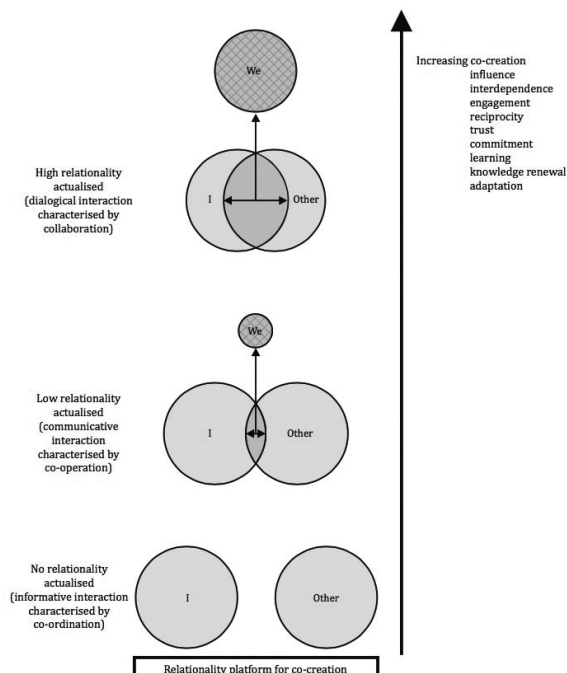 We
Increasing co-creation
influence
interdependence
engagement
reciprocity
trust
commitment
learning
knowledge renewal
adaptation
High relationality
actualised
(dialogical interaction
characterised by
collaboration)
I
Other
We
Low relationality
actualised
(communicative
interaction
characterised by
co-operation)
I
Other
No relationality
actualised
(informative interaction
characterised by
co-ordination)
I
Other
Relationality platform for co-creation